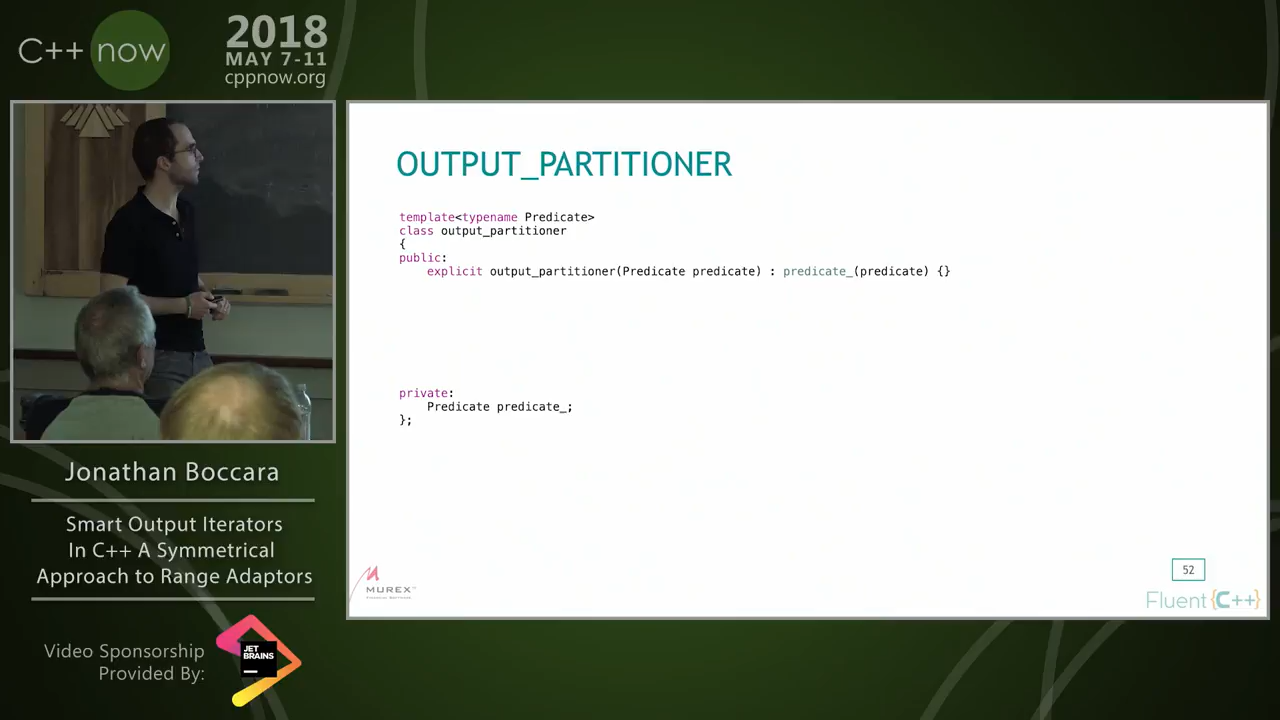 C++ now
2018
MAY 7-11
cppnow.org
OUTPUT_PARTITIONER
template<typename Predicate>
class output_partitioner
{
public:
    explicit output_partitioner(Predicate predicate) : predicate_(predicate) {}
private:
    Predicate predicate_;
};
MUREX
52
Fluent {C++}
Jonathan Boccara
Smart Output Iterators
In C++ A Symmetrical
Approach to Range Adaptors
Video Sponsorship
Provided By:
JET
BRAINS